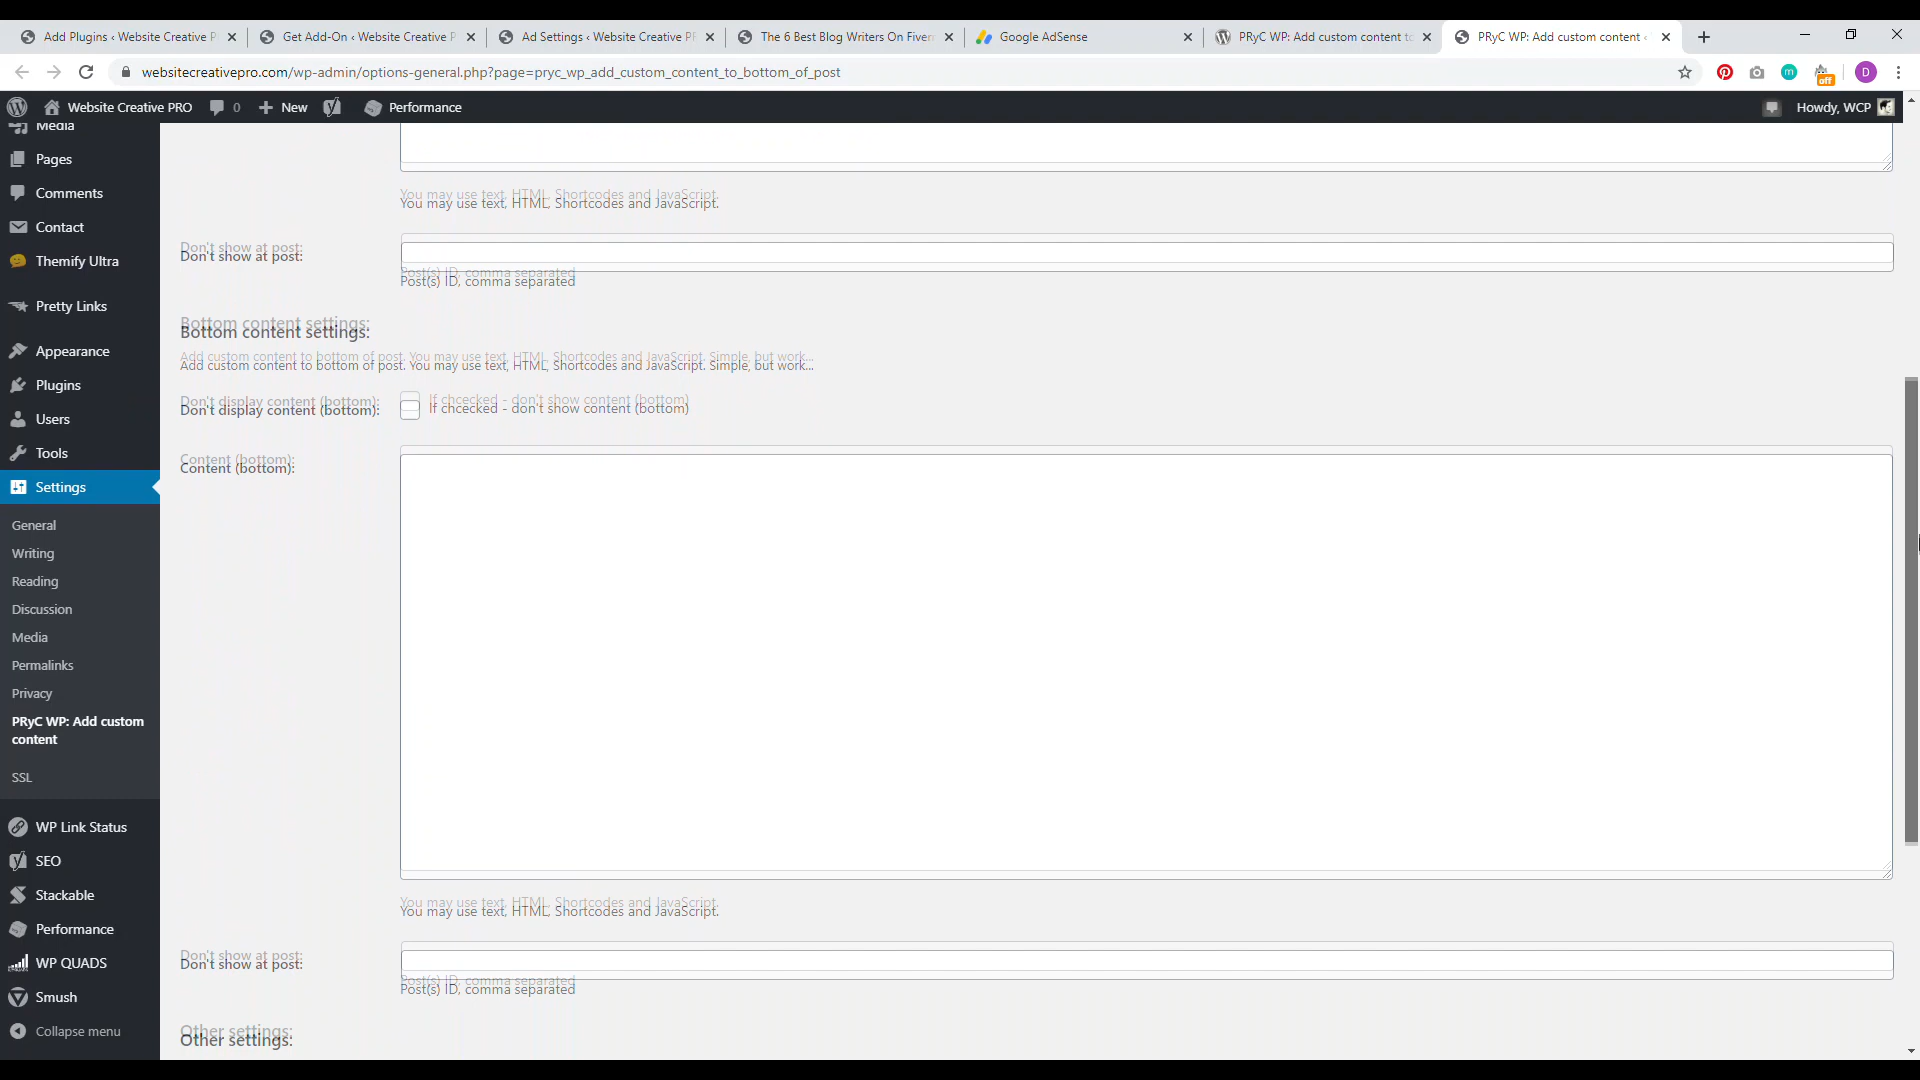 Add Plugins ‹ Website Creative P
Get Add-On ‹ Website Creative P
Ad Settings ‹ Website Creative PR
The 6 Best Blog Writers On Fiverr
Google AdSense
PRyC WP: Add custom content to
PRyC WP: Add custom content ‹
websitecreativepro.com/wp-admin/options-general.php?page=pryc_wp_add_custom_content_to_bottom_of_post
off
D
Website Creative PRO
0
New
Performance
Howdy, WCP
Media
Pages
Comments
Contact
Themify Ultra
Pretty Links
Appearance
Plugins
Users
Tools
Settings
General
Writing
Reading
Discussion
Media
Permalinks
Privacy
PRyC WP: Add custom
content
SSL
WP Link Status
SEO
Stackable
Performance
WP QUADS
Smush
Collapse menu
You may use text, HTML, Shortcodes and JavaScript.
Don't show at post:
Post(s) ID, comma separated
Bottom content settings:
Add custom content to bottom of post. You may use text, HTML, Shortcodes and JavaScript. Simple, but work...
Don't display content (bottom):
If chcecked - don't show content (bottom)
Content (bottom):
You may use text, HTML, Shortcodes and JavaScript.
Don't show at post:
Post(s) ID, comma separated
Other settings: